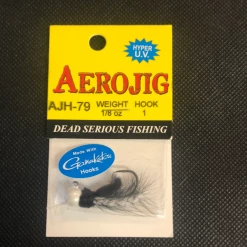 HYPER
U.V.
AEROJIG
AJH-79 WEIGHT HOOK
1/8 oz 1
DEAD SERIOUS FISHING
Made With
Gamakatsu
Hooks